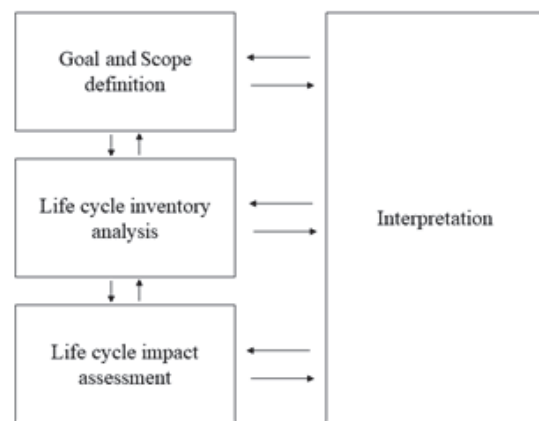 Goal and Scope
definition
Life cycle inventory
analysis
Interpretation
Life cycle impact
assessment